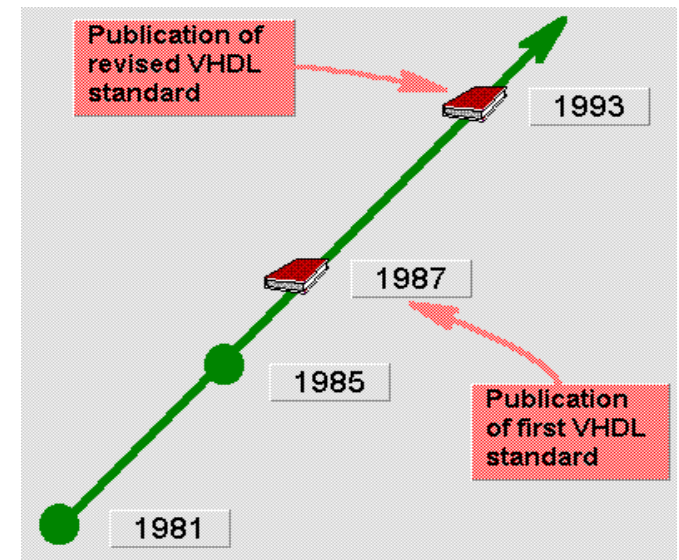 Publication of
revised VHDL
standard
1993
1987
1985
Publication
of first VHDL
standard
1981